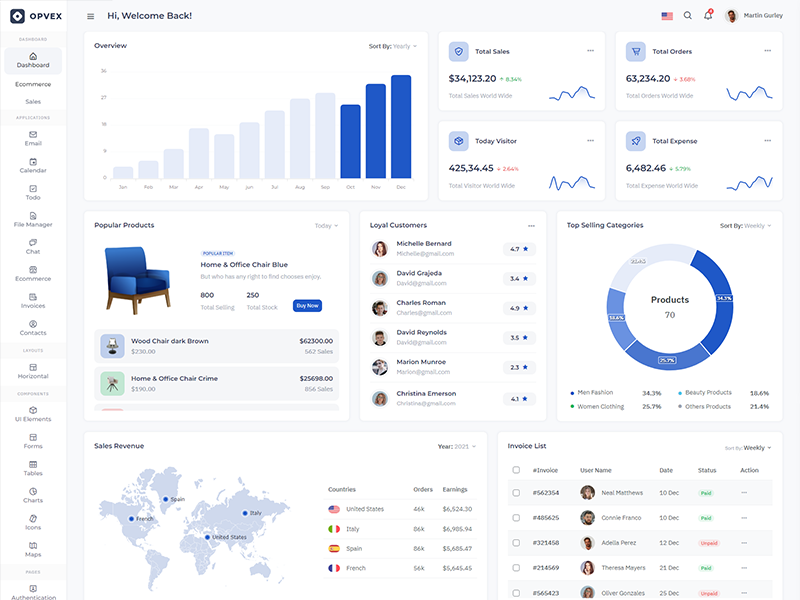 OPVEX
Hi, Welcome Back!
Martin Gurley
DASHBOARD
Dashboard
Ecommerce
Sales
APPLICATIONS
Email
Calendar
Todo
File Manager
Chat
Ecommerce
Invoices
Contacts
LAYOUTS
Horizontal
COMPONENTS
UI Elements
Forms
Tables
Charts
Icons
Maps
PAGES
Authentication
Overview
Sort By: Yearly
36
27
18
9
0
Jan Feb Mar Apr May Jun Jul Aug Sep Oct Nov Dec
Total Sales
$34,123.20 8.34%
Total Sales World Wide
Total Orders
63,234.20 3.68%
Total Orders World Wide
Today Visitor
425,34.45 2.64%
Total Visitor World Wide
Total Expense
6,482.46 5.79%
Total Expense World Wide
Popular Products
Today
POPULAR ITEM
Home & Office Chair Blue
But who has any right to find chooses enjoy.
800 250
Total Selling Total Stock
Buy Now
Wood Chair dark Brown $62300.00
$230.00 562 Sales
Home & Office Chair Crime $25698.00
$190.00 856 Sales
Loyal Customers
Michelle Bernard
Michelle@gmail.com
4.7
David Grajeda
David@gmail.com
3.4
Charles Roman
Charles@gmail.com
4.9
David Reynolds
David@gmail.com
3.5
Marion Munroe
Marion@gmail.com
2.3
Christina Emerson
Christina@gmail.com
4.1
Top Selling Categories
Sort By: Weekly
21.4%
34.3%
18.6%
25.7%
Products
70
Men Fashion 34.3% Beauty Products 18.6%
Women Clothing 25.7% Others Products 21.4%
Sales Revenue
Year: 2021
Spain
French
Italy
United States
Countries Orders Earnings
United States 46k $6,524.30
Italy 86k $6,985.94
Spain 86k $5,685.47
French 56k $5,645.45
Invoice List
Sort By: Weekly
#Invoice User Name Date Status Action
#562354 Neal Matthews 10 Dec Paid
#485625 Connie Franco 10 Dec Paid
#321458 Adella Perez 12 Dec Unpaid
#214569 Theresa Mayers 21 Dec Paid
#565423 Oliver Gonzales 25 Dec Unpaid